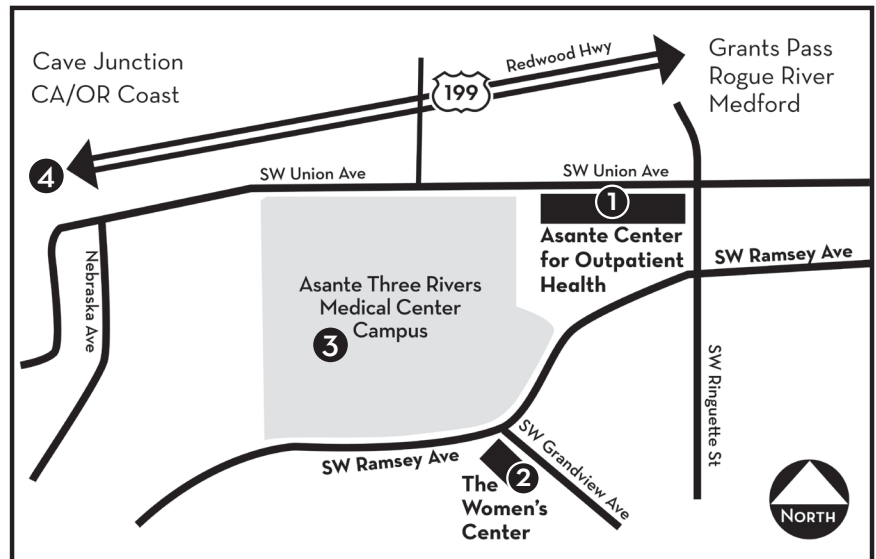 Cave Junction
CA/OR Coast
Redwood Hwy
199
Grants Pass
Rogue River
Medford
4
SW Union Ave
SW Union Ave
1
Asante Center
for Outpatient
Health
SW Ramsey Ave
Nebraska Ave
Asante Three Rivers
Medical Center
Campus
3
SW Ringuette St
SW Ramsey Ave
SW Grandview Ave
2
The
Women's
Center
NORTH